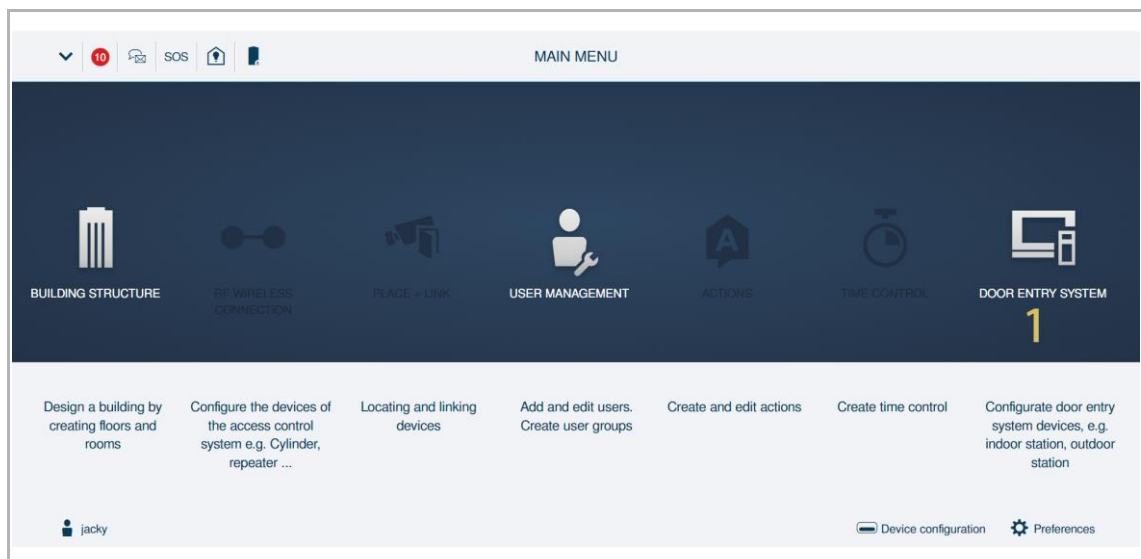 10
SOS
MAIN MENU
BUILDING STRUCTURE
RF WIRELESS
CONNECTION
PLACE + LINK
USER MANAGEMENT
ACTIONS
TIME CONTROL
DOOR ENTRY SYSTEM
1
Design a building by
creating floors and
rooms
Configure the devices of
the access control
system e.g. Cylinder,
repeater ...
Locating and linking
devices
Add and edit users.
Create user groups
Create and edit actions
Create time control
Configurate door entry
system devices, e.g.
indoor station, outdoor
station
jacky
Device configuration
Preferences